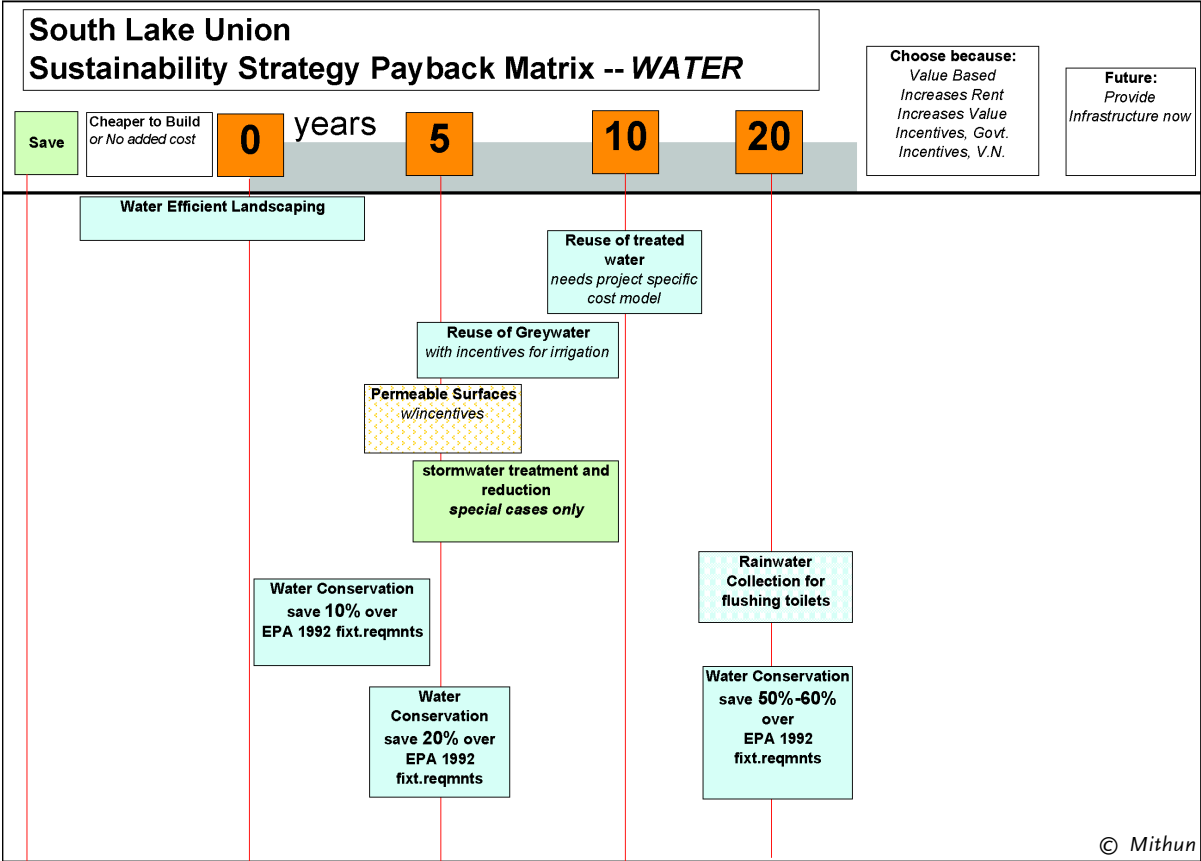 South Lake Union
Sustainability Strategy Payback Matrix -- WATER
Choose because:
Value Based
Increases Rent
Increases Value
Incentives, Govt.
Incentives, V.N.
Future:
Provide
Infrastructure now
Save
Cheaper to Build
or No added cost
0
years
5
10
20
Water Efficient Landscaping
Reuse of treated
water
needs project specific
cost model
Reuse of Greywater
with incentives for irrigation
Permeable Surfaces
w/incentives
stormwater treatment and
reduction
special cases only
Rainwater
Collection for
flushing toilets
Water Conservation
save 10% over
EPA 1992 fixt.reqmnts
Water Conservation
save 50%-60%
over
EPA 1992
fixt.reqmnts
Water
Conservation
save 20% over
EPA 1992
fixt.reqmnts
© Mithun